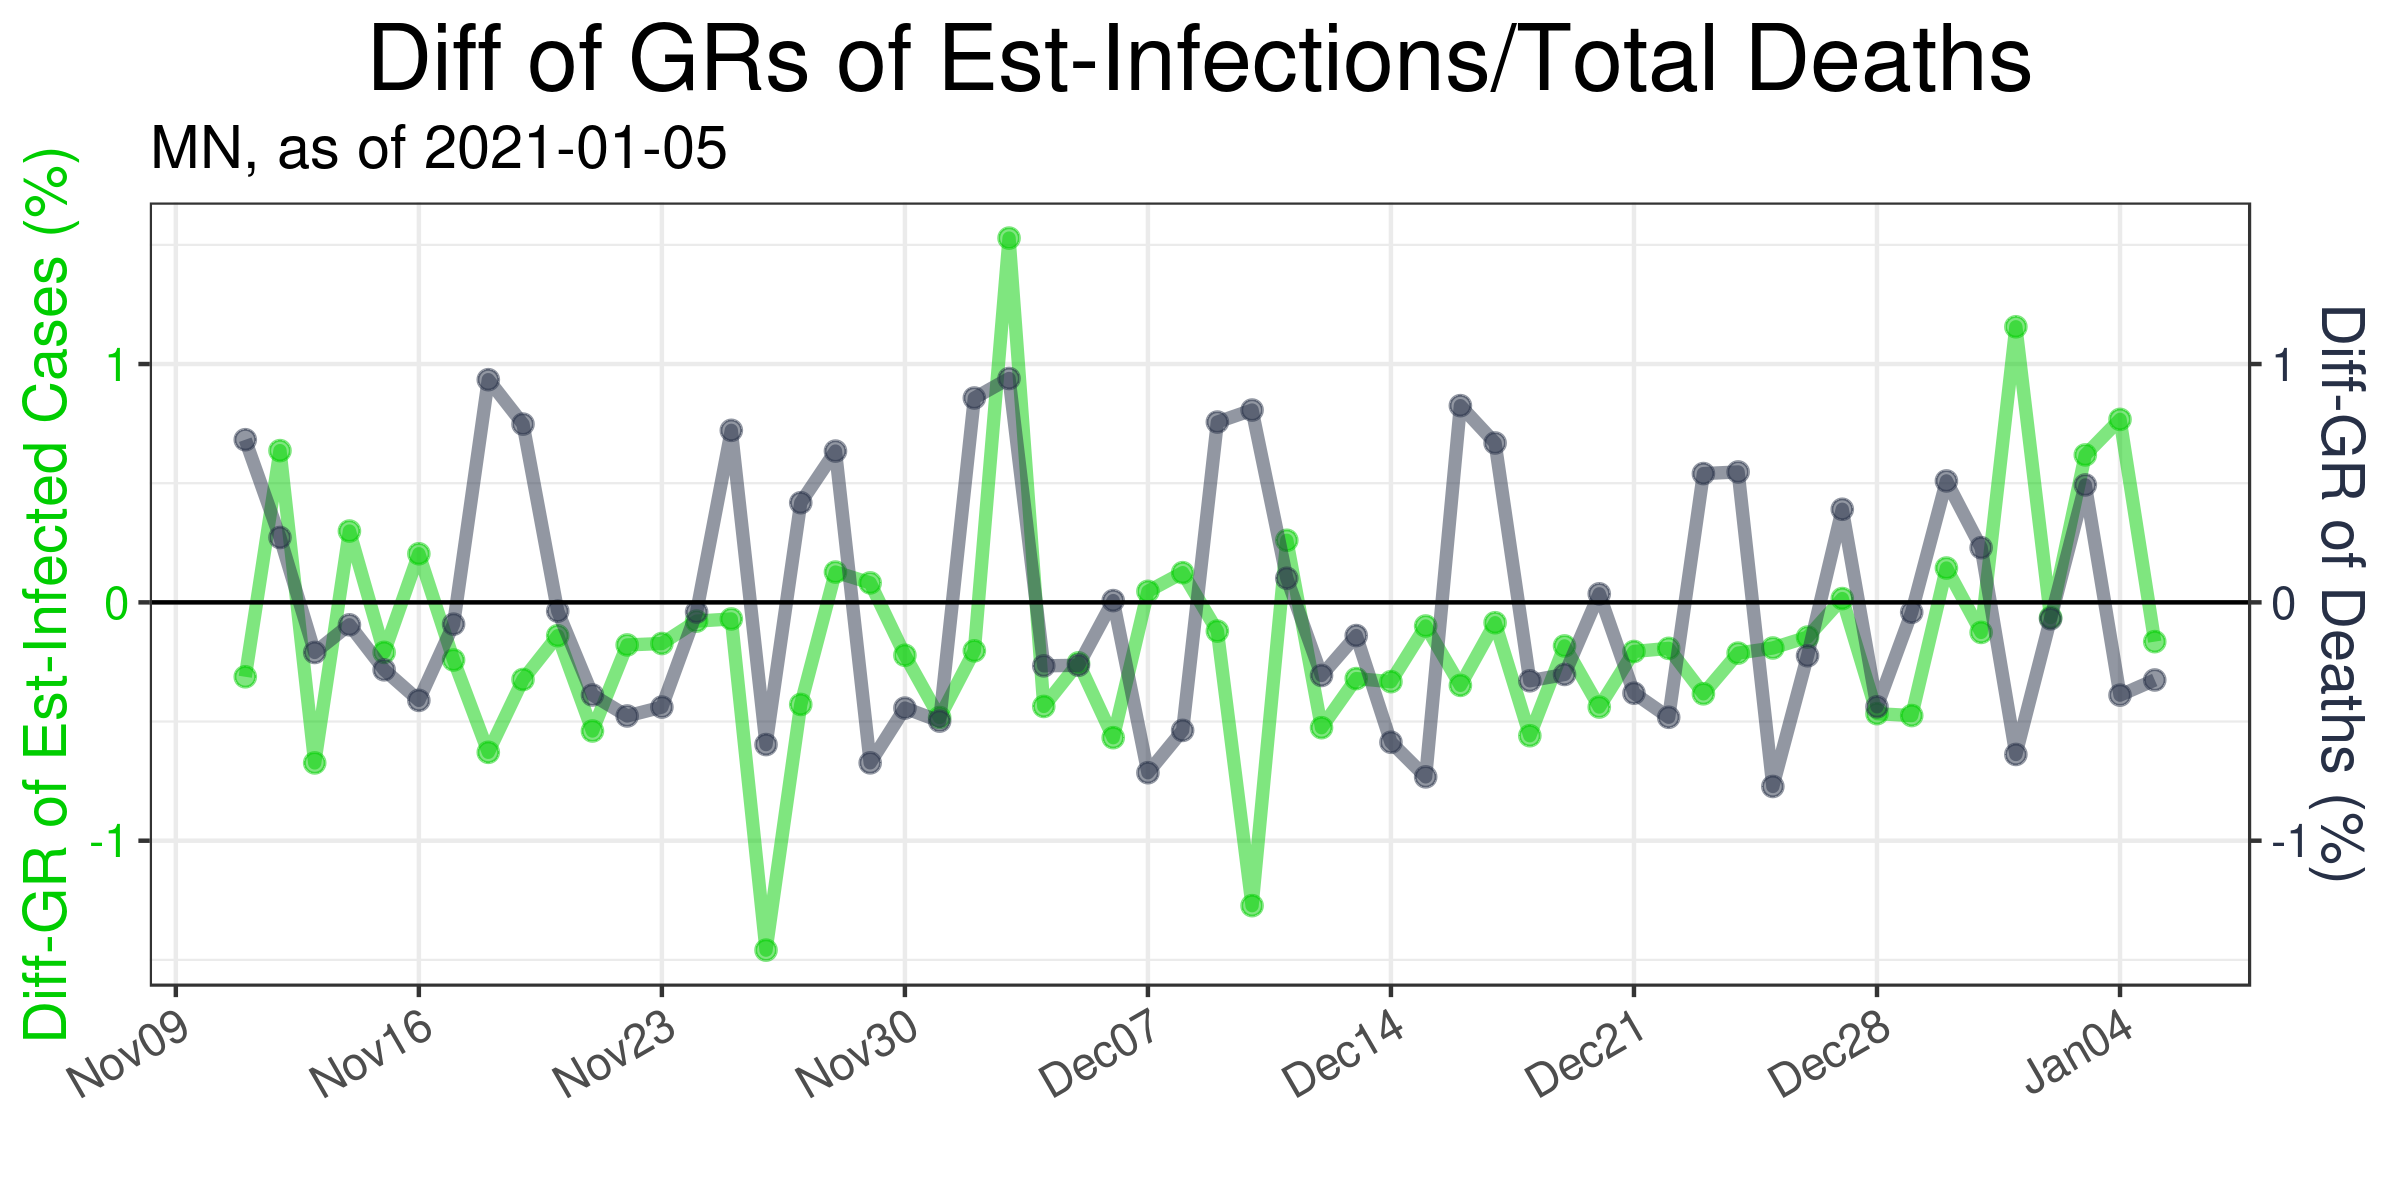 Diff of GRs of Est-Infections/Total Deaths
MN, as of 2021-01-05
Diff-GR of Est-Infected Cases (%)
1
0
-1
1
0
-1
Diff-GR of Deaths (%)
Nov09
Nov16
Nov23
Nov30
Dec07
Dec14
Dec21
Dec28
Jan04